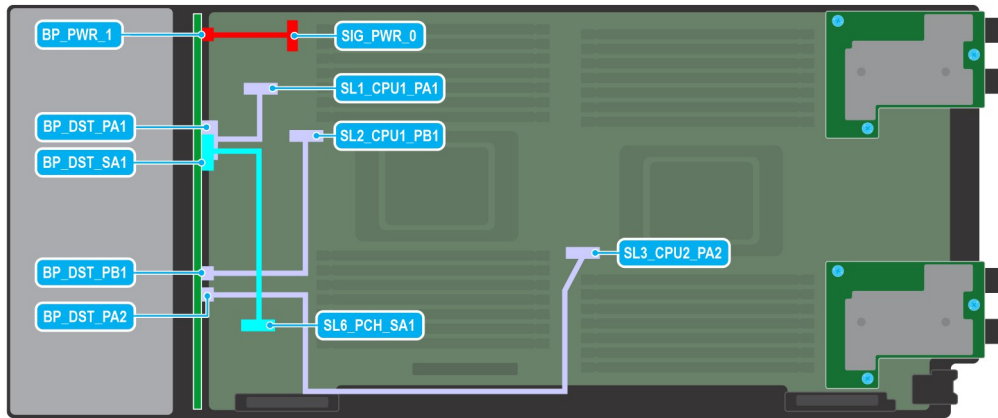 BP_PWR_1
SIG_PWR_0
SL1_CPU1_PA1
BP_DST_PA1
SL2_CPU1_PB1
BP_DST_SA1
SL3_CPU2_PA2
BP_DST_PB1
BP_DST_PA2
SL6_PCH_SA1